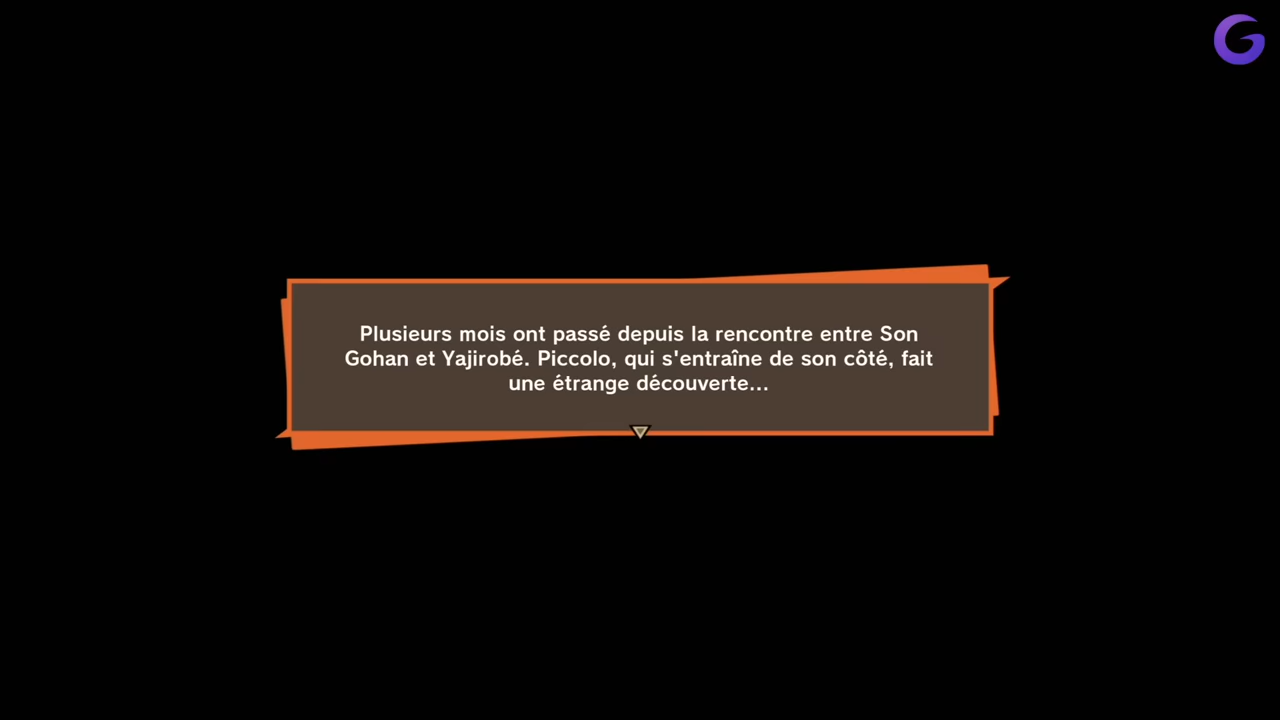 Plusieurs mois ont passé depuis la rencontre entre Son
Gohan et Yajirobé. Piccolo, qui s'entraîne de son côté, fait
une étrange découverte...